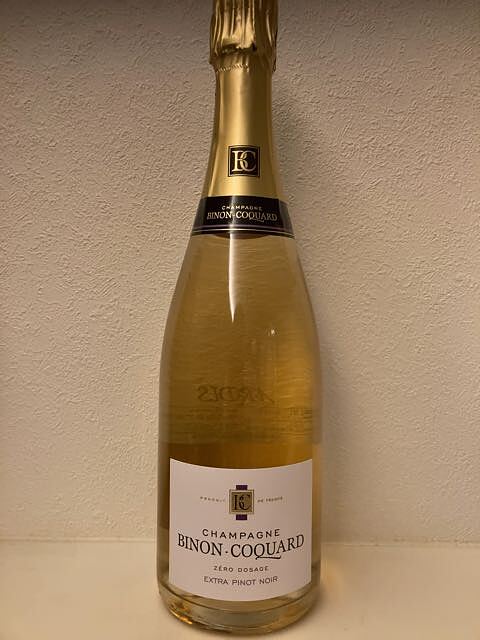 BC
CHAMPAGNE
BINON-COQUARD
PRODUIT BC DE FRANCE
CHAMPAGNE
BINON-COQUARD
ZÉRO DOSAGE
EXTRA PINOT NOIR